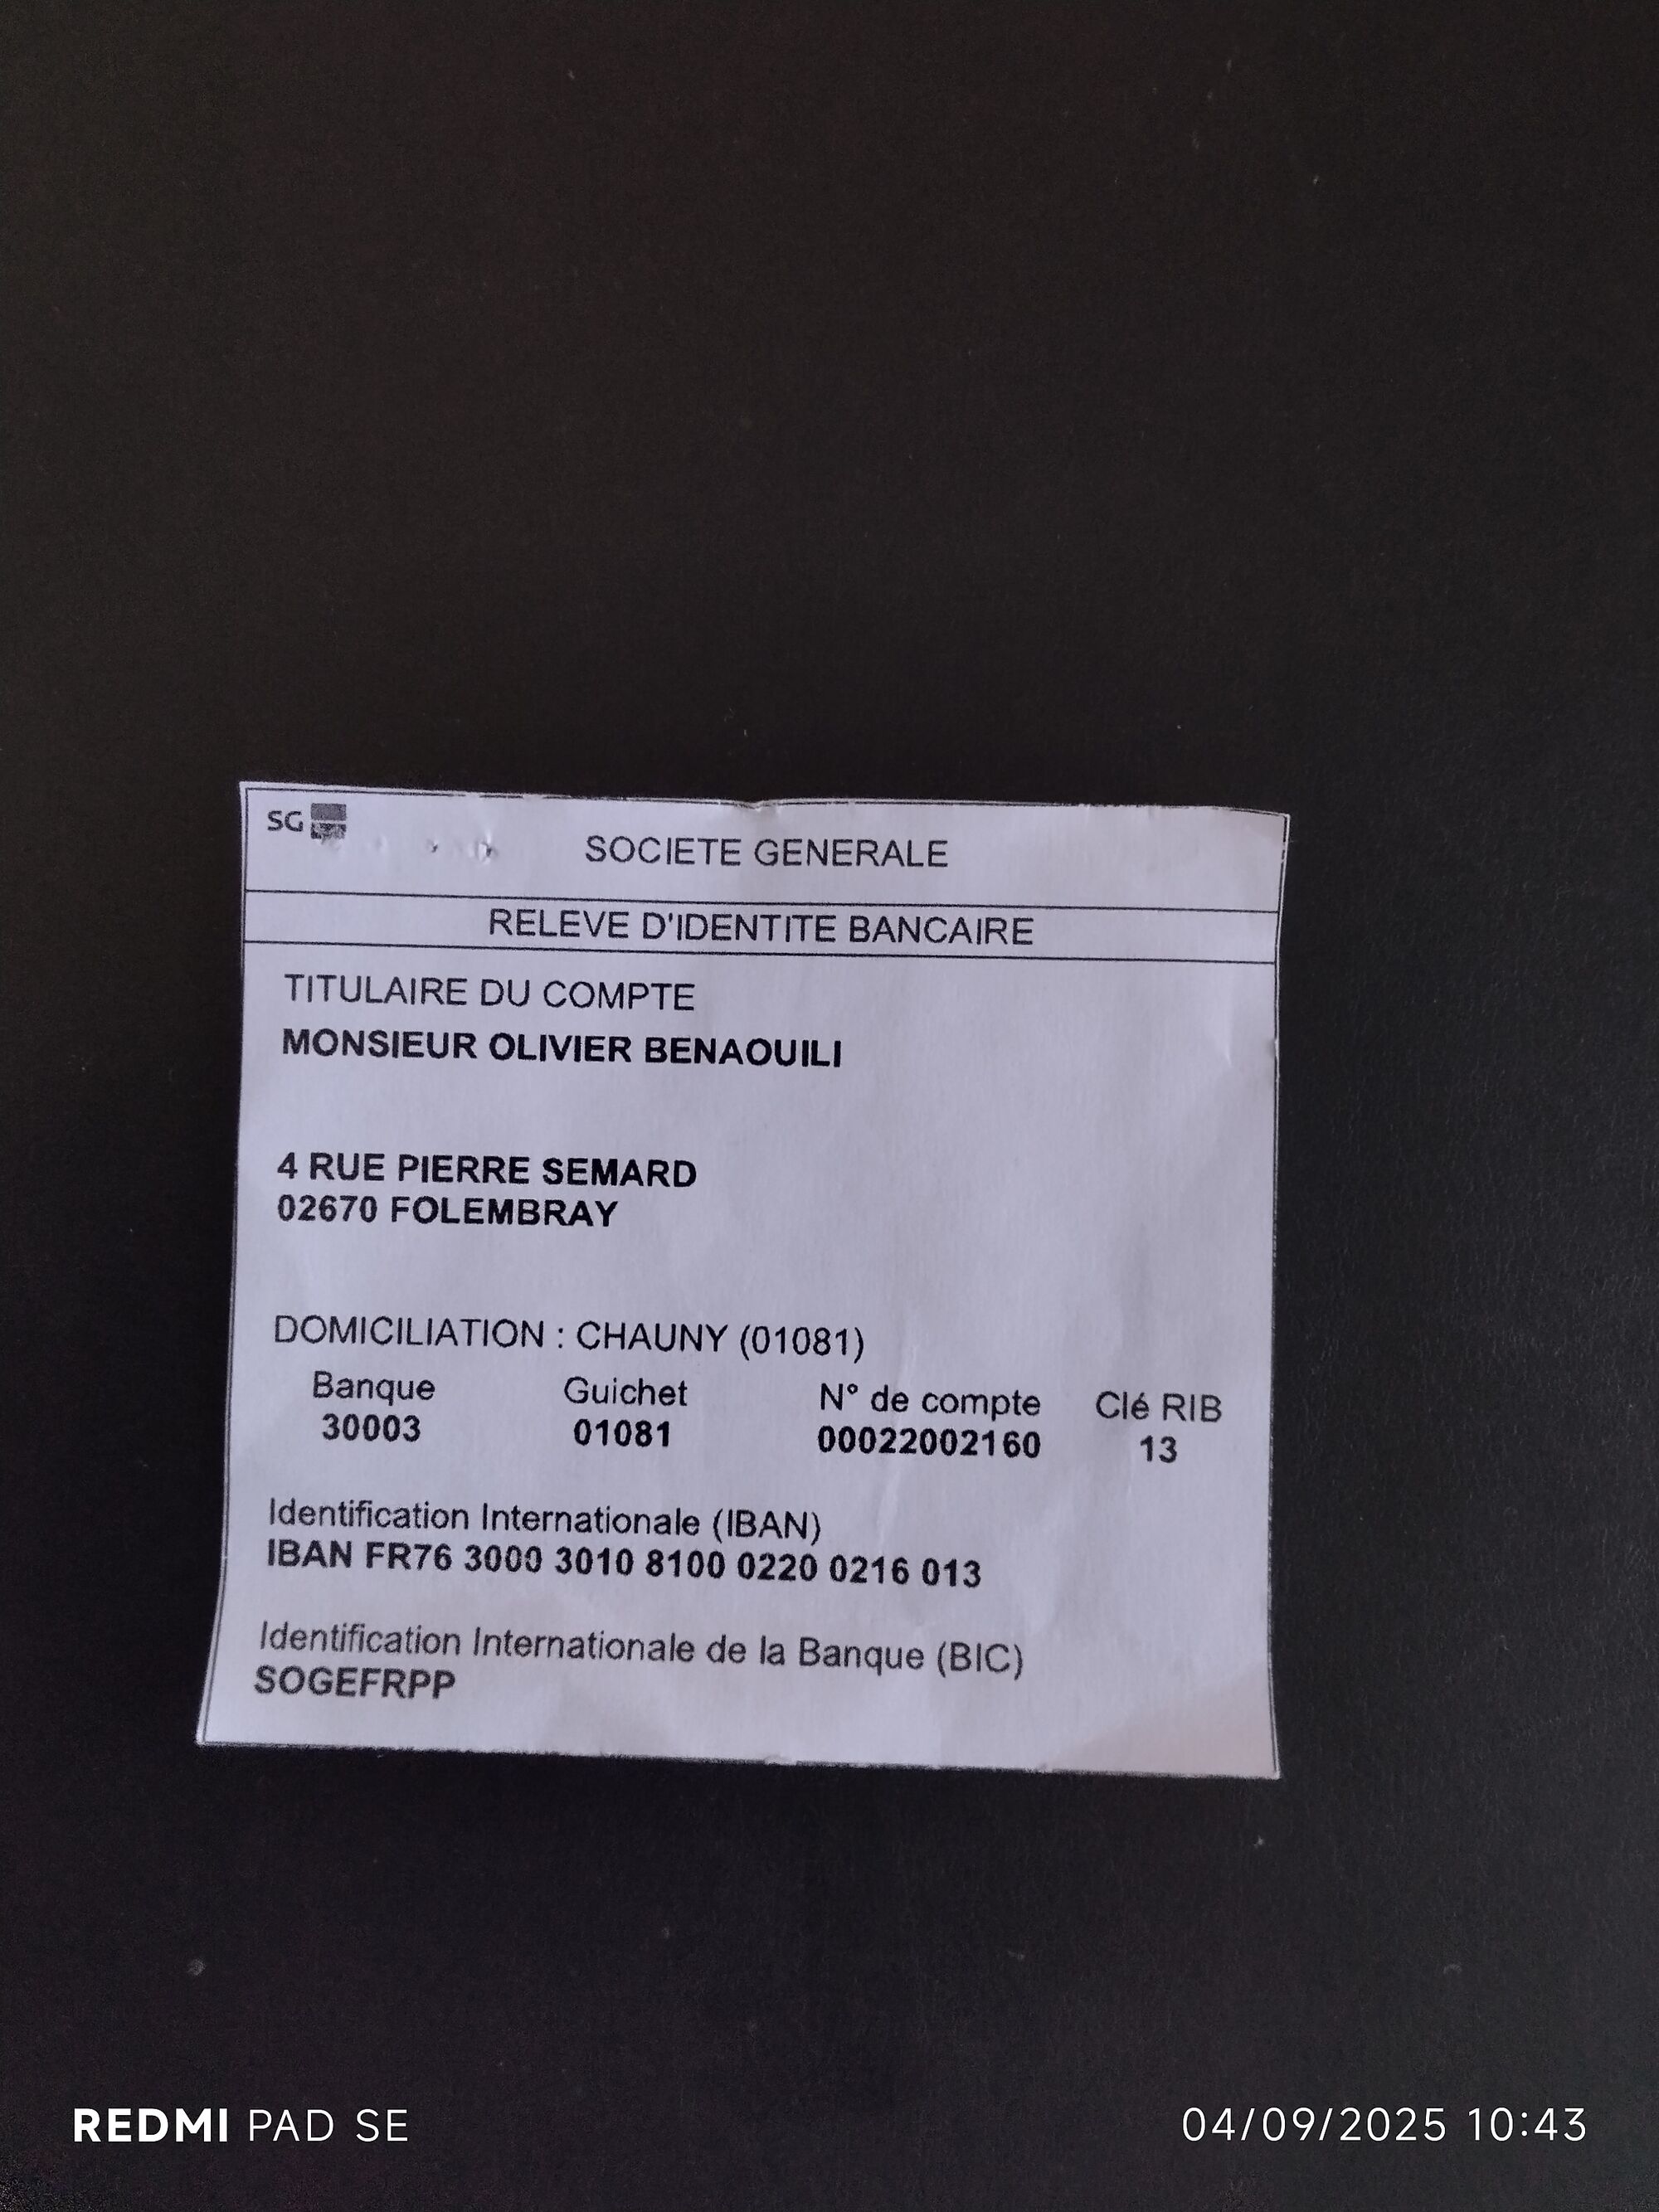 SG
SOCIETE GENERALE
RELEVE D'IDENTITE BANCAIRE
TITULAIRE DU COMPTE
MONSIEUR OLIVIER BENAOUILI
4 RUE PIERRE SEMARD
02670 FOLEMBRAY
DOMICILIATION : CHAUNY (01081)
Banque Guichet N° de compte Clé RIB
30003 01081 00022002160 13
Identification Internationale (IBAN)
IBAN FR76 3000 3010 8100 0220 0216 013
Identification Internationale de la Banque (BIC)
SOGEFRPP
REDMI PAD SE 04/09/2025 10:43